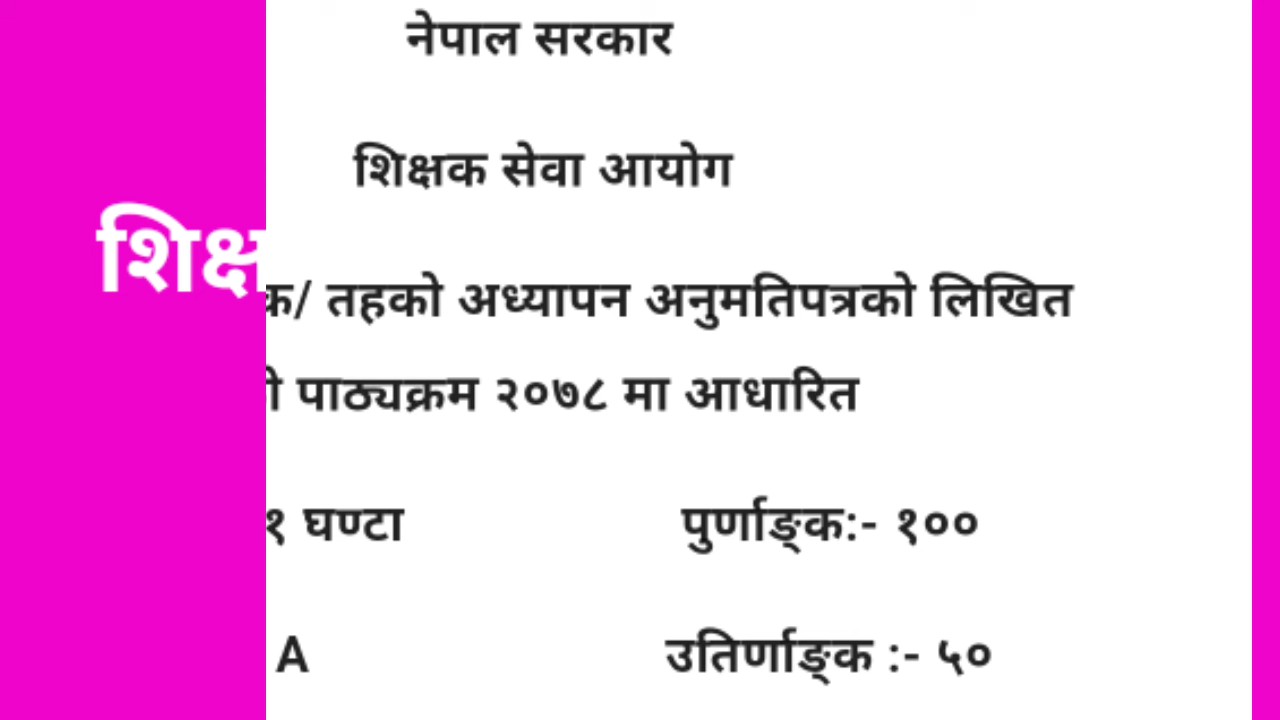 नेपाल सरकार
शिक्षक सेवा आयोग
शिक्ष
क/ तहको अध्यापन अनुमतिपत्रको लिखित
पाठ्यक्रम २०७८ मा आधारित
१ घण्टा पुर्णाङ्क:- १००
A उतिर्णाङ्क :- ५०